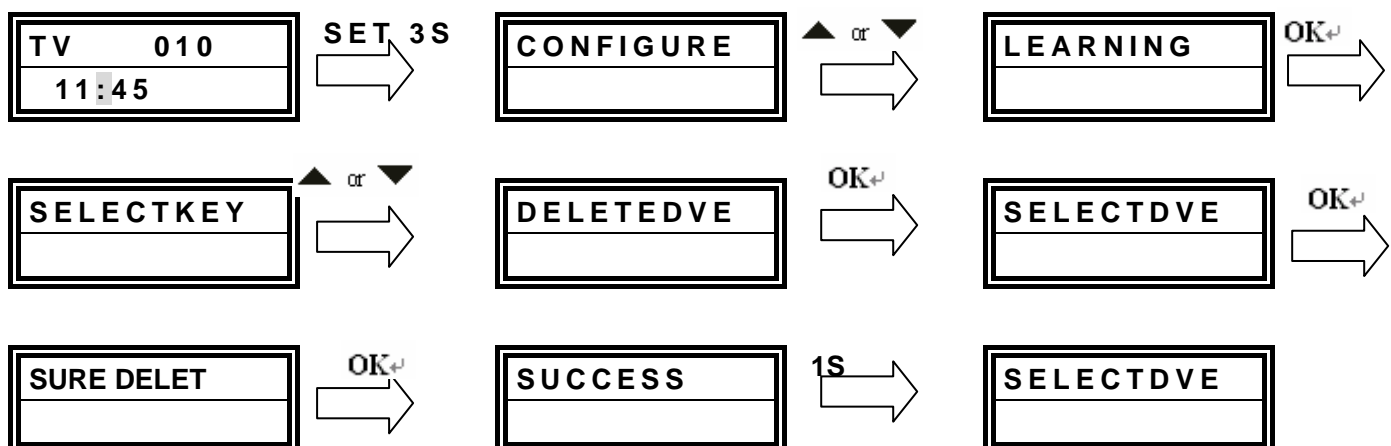 TV 010
11:45
SET 3S
CONFIGURE
▲ or ▼
LEARNING
OK↵
SELECTKEY
▲ or ▼
DELETEDVE
OK↵
SELECTDVE
OK↵
SURE DELET
OK↵
SUCCESS
1S
SELECTDVE